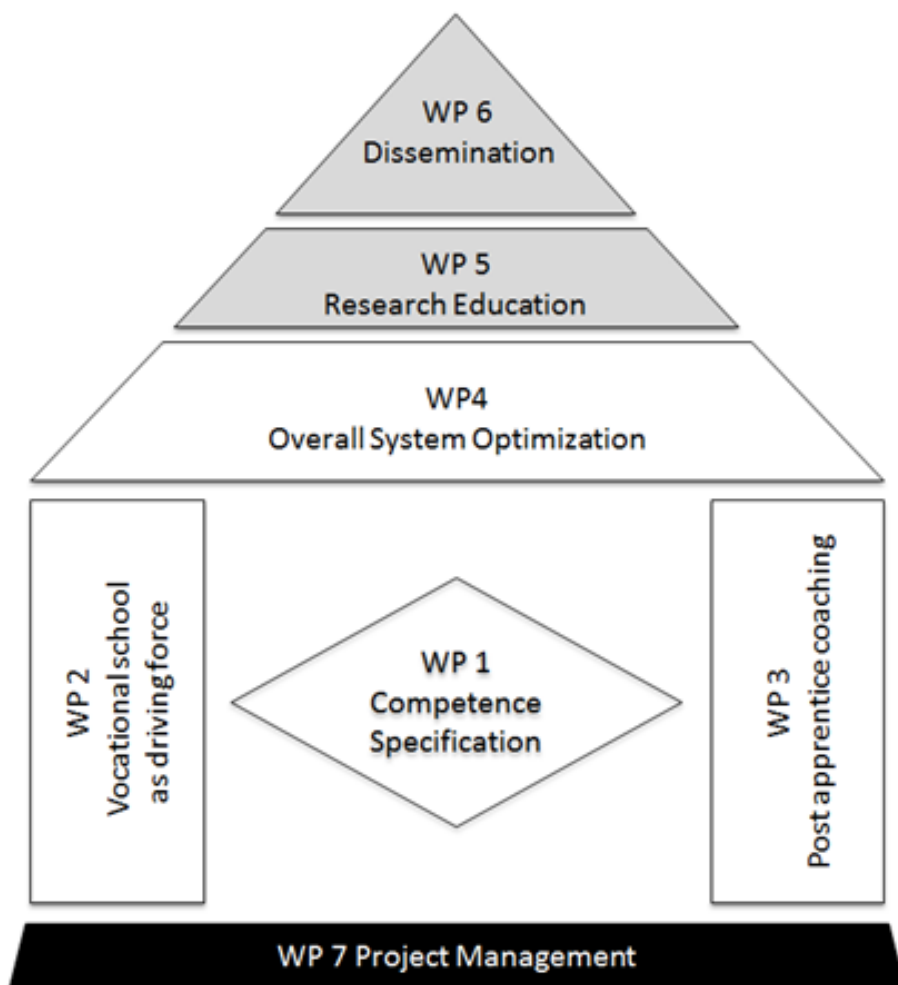 WP 6
Dissemination
WP 5
Research Education
WP4
Overall System Optimization
WP 2
Vocational school
as driving force
WP 1
Competence
Specification
WP 3
Post apprentice coaching
WP 7 Project Management